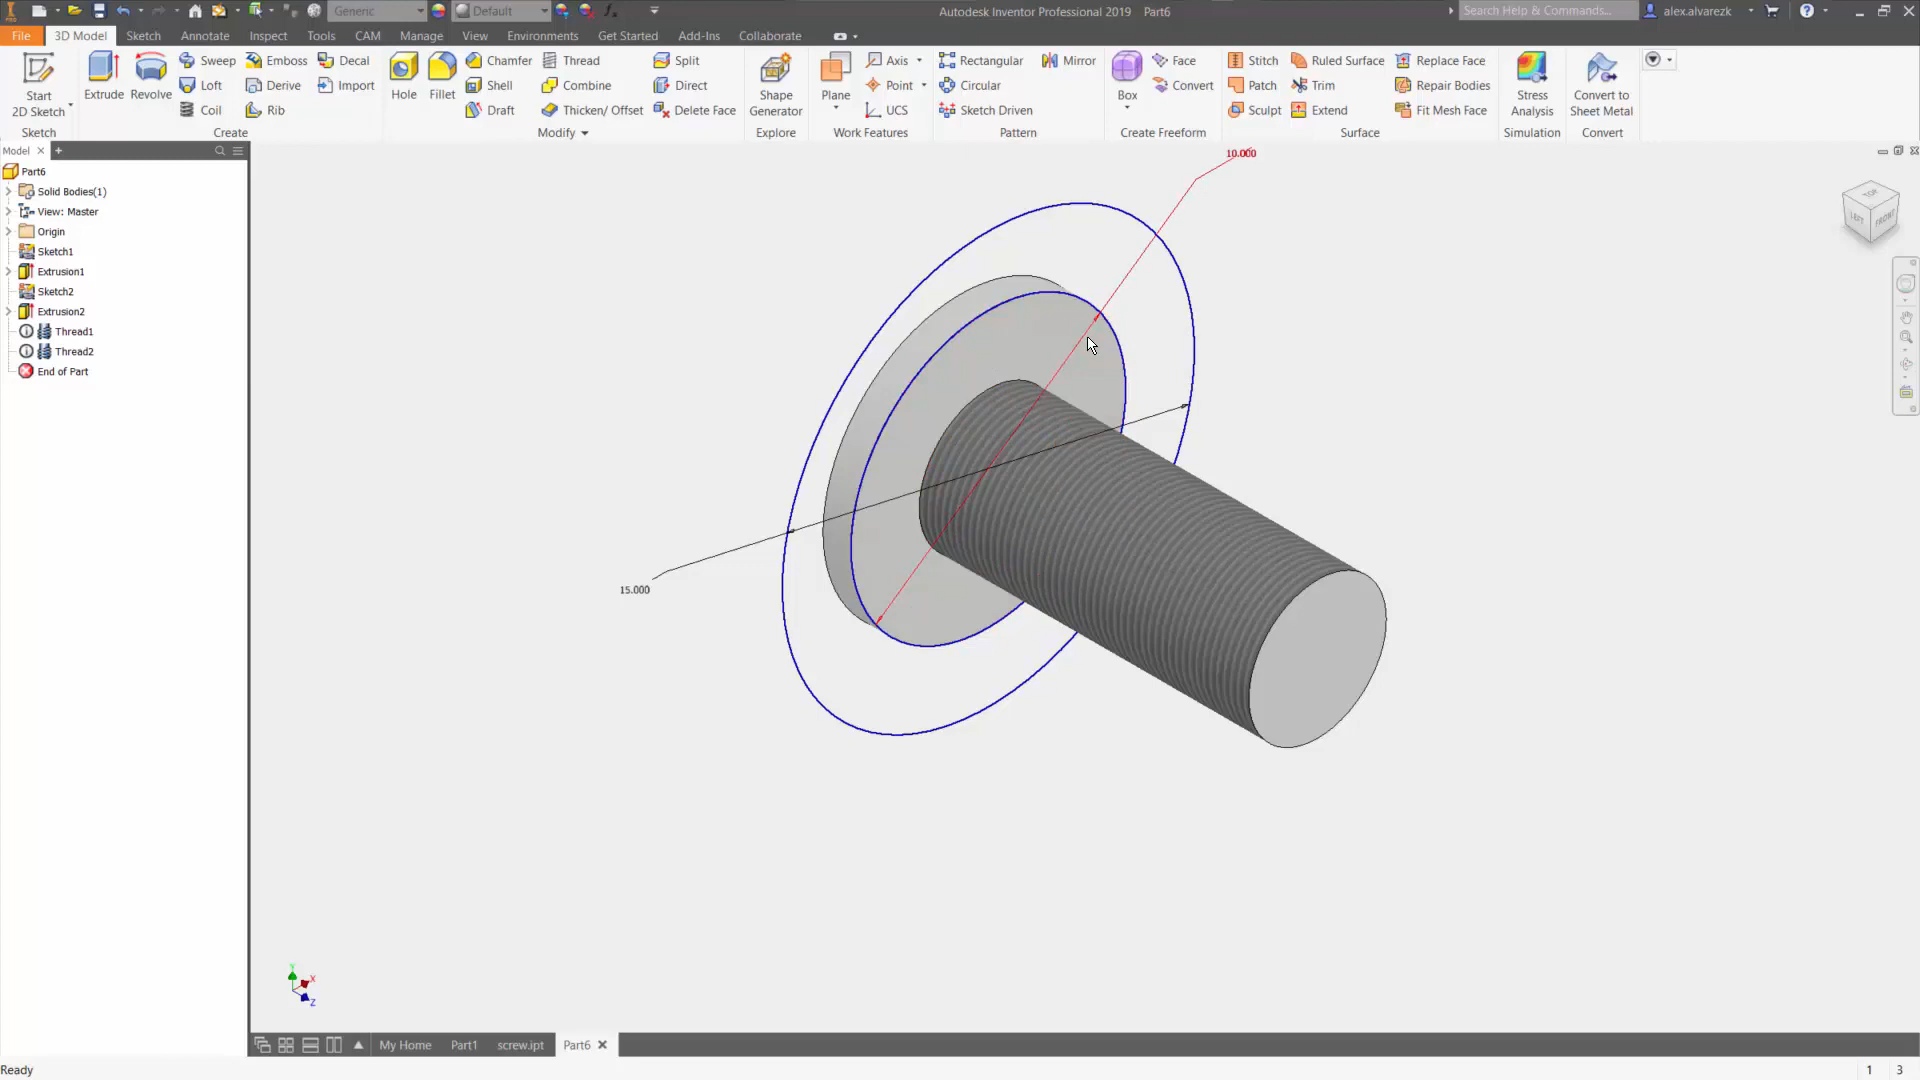 Generic
Default
Autodesk Inventor Professional 2019 Part6
Search Help & Commands...
alex.alvarezk
File 3D Model Sketch Annotate Inspect Tools CAM Manage View Environments Get Started Add-Ins Collaborate
Start
2D Sketch
Sketch
Extrude
Revolve
Sweep
Loft
Coil
Emboss
Derive
Rib
Decal
Import
Create
Hole
Fillet
Chamfer
Shell
Draft
Thread
Combine
Thicken/ Offset
Split
Direct
Delete Face
Modify
Shape
Generator
Explore
Plane
Axis
Point
UCS
Work Features
Rectangular
Circular
Sketch Driven
Mirror
Pattern
Box
Face
Convert
Create Freeform
Stitch
Patch
Sculpt
Ruled Surface
Trim
Extend
Replace Face
Repair Bodies
Fit Mesh Face
Surface
Stress
Analysis
Simulation
Convert to
Sheet Metal
Convert
Model
Part6
Solid Bodies(1)
View: Master
Origin
Sketch1
Extrusion1
Sketch2
Extrusion2
Thread1
Thread2
End of Part
10.000
15.000
TOP
LEFT
FRONT
Y
X
Z
My Home Part1 screw.ipt Part6
Ready
1 3